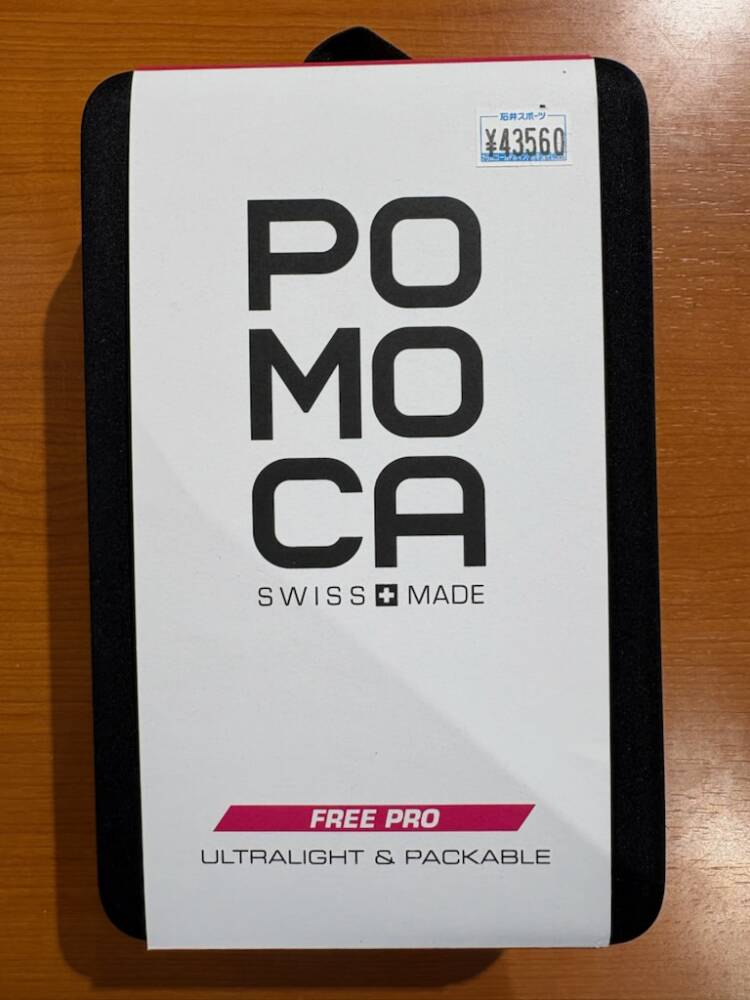 石井スポーツ
¥43560
PO
MO
CA
SWISS MADE
FREE PRO
ULTRALIGHT & PACKABLE